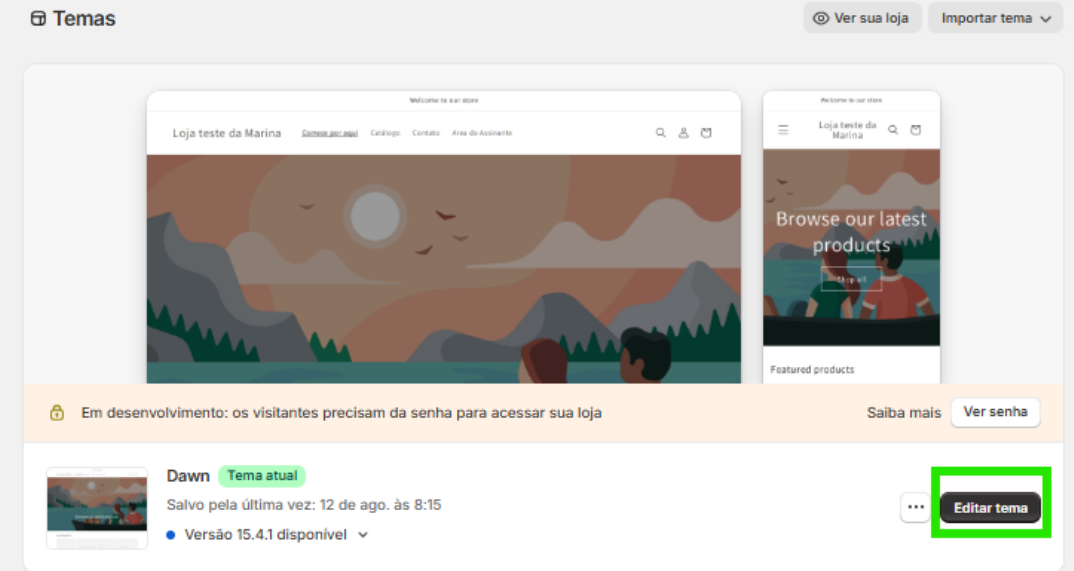 Temas
Ver sua loja
Importar tema
Welcome to our store
Loja teste da Marina Comece por aqui Catálogo Contato Area do Assinante
Welcome to our store
Loja teste da
Marina
Browse our latest
products
Shop all
Featured products
Em desenvolvimento: os visitantes precisam da senha para acessar sua loja
Saiba mais
Ver senha
Dawn
Tema atual
Salvo pela última vez: 12 de ago. às 8:15
Versão 15.4.1 disponível
Editar tema